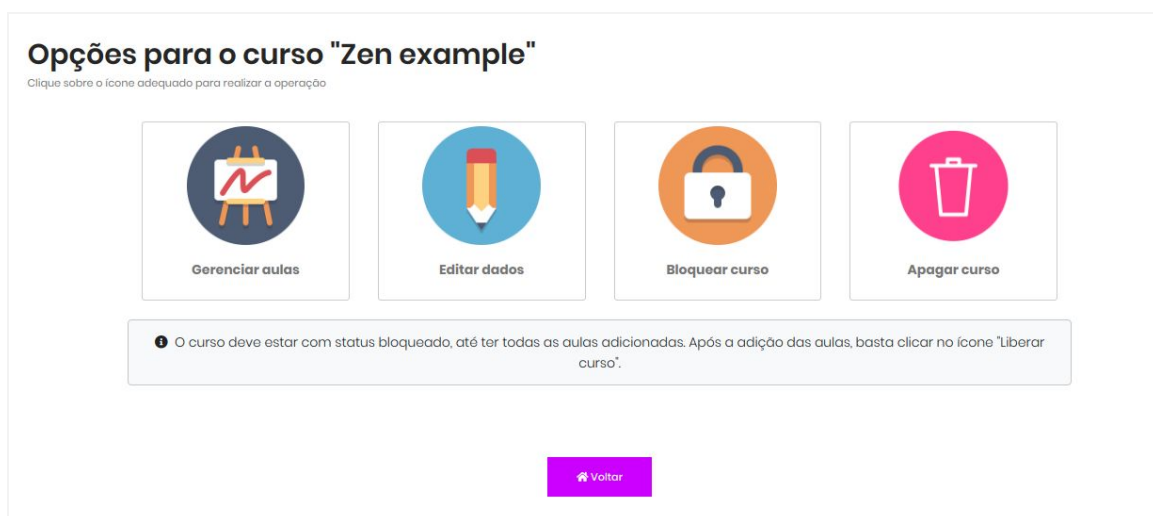 Opções para o curso "Zen example"
Clique sobre o ícone adequado para realizar a operação
Gerenciar aulas
Editar dados
Bloquear curso
Apagar curso
O curso deve estar com status bloqueado, até ter todas as aulas adicionadas. Após a adição das aulas, basta clicar no ícone "Liberar
curso".
Voltar